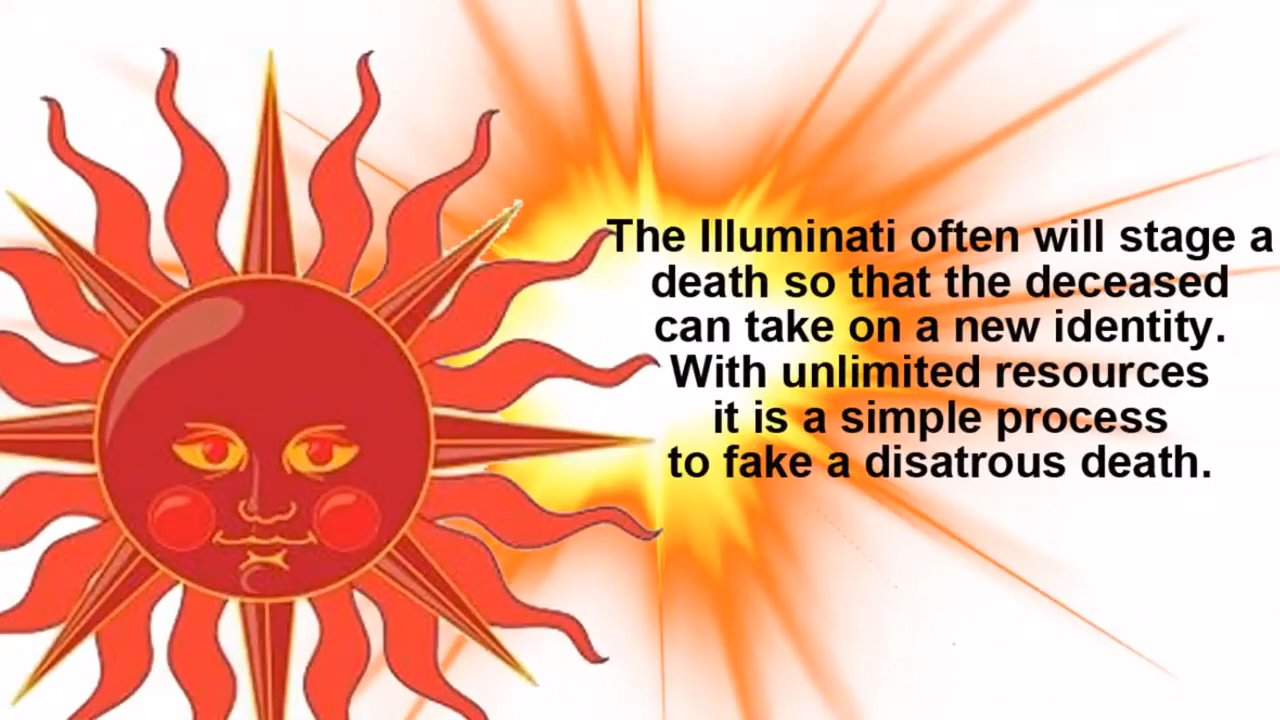 The Illuminati often will stage a
death so that the deceased
can take on a new identity.
With unlimited resources
it is a simple process
to fake a disatrous death.